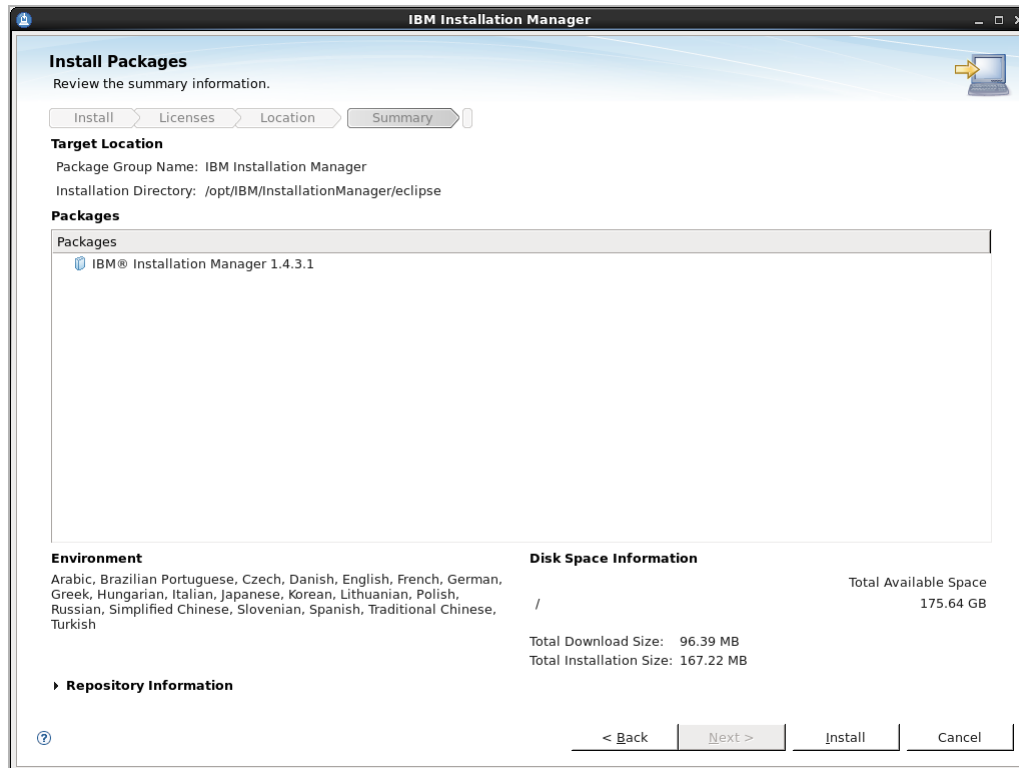 IBM Installation Manager
Install Packages
Review the summary information.
Install Licenses Location Summary
Target Location
Package Group Name: IBM Installation Manager
Installation Directory: /opt/IBM/InstallationManager/eclipse
Packages
Packages
IBM® Installation Manager 1.4.3.1
Environment
Arabic, Brazilian Portuguese, Czech, Danish, English, French, German,
Greek, Hungarian, Italian, Japanese, Korean, Lithuanian, Polish,
Russian, Simplified Chinese, Slovenian, Spanish, Traditional Chinese,
Turkish
Disk Space Information
Total Available Space
/ 175.64 GB
Total Download Size: 96.39 MB
Total Installation Size: 167.22 MB
Repository Information
? < Back Next > Install Cancel